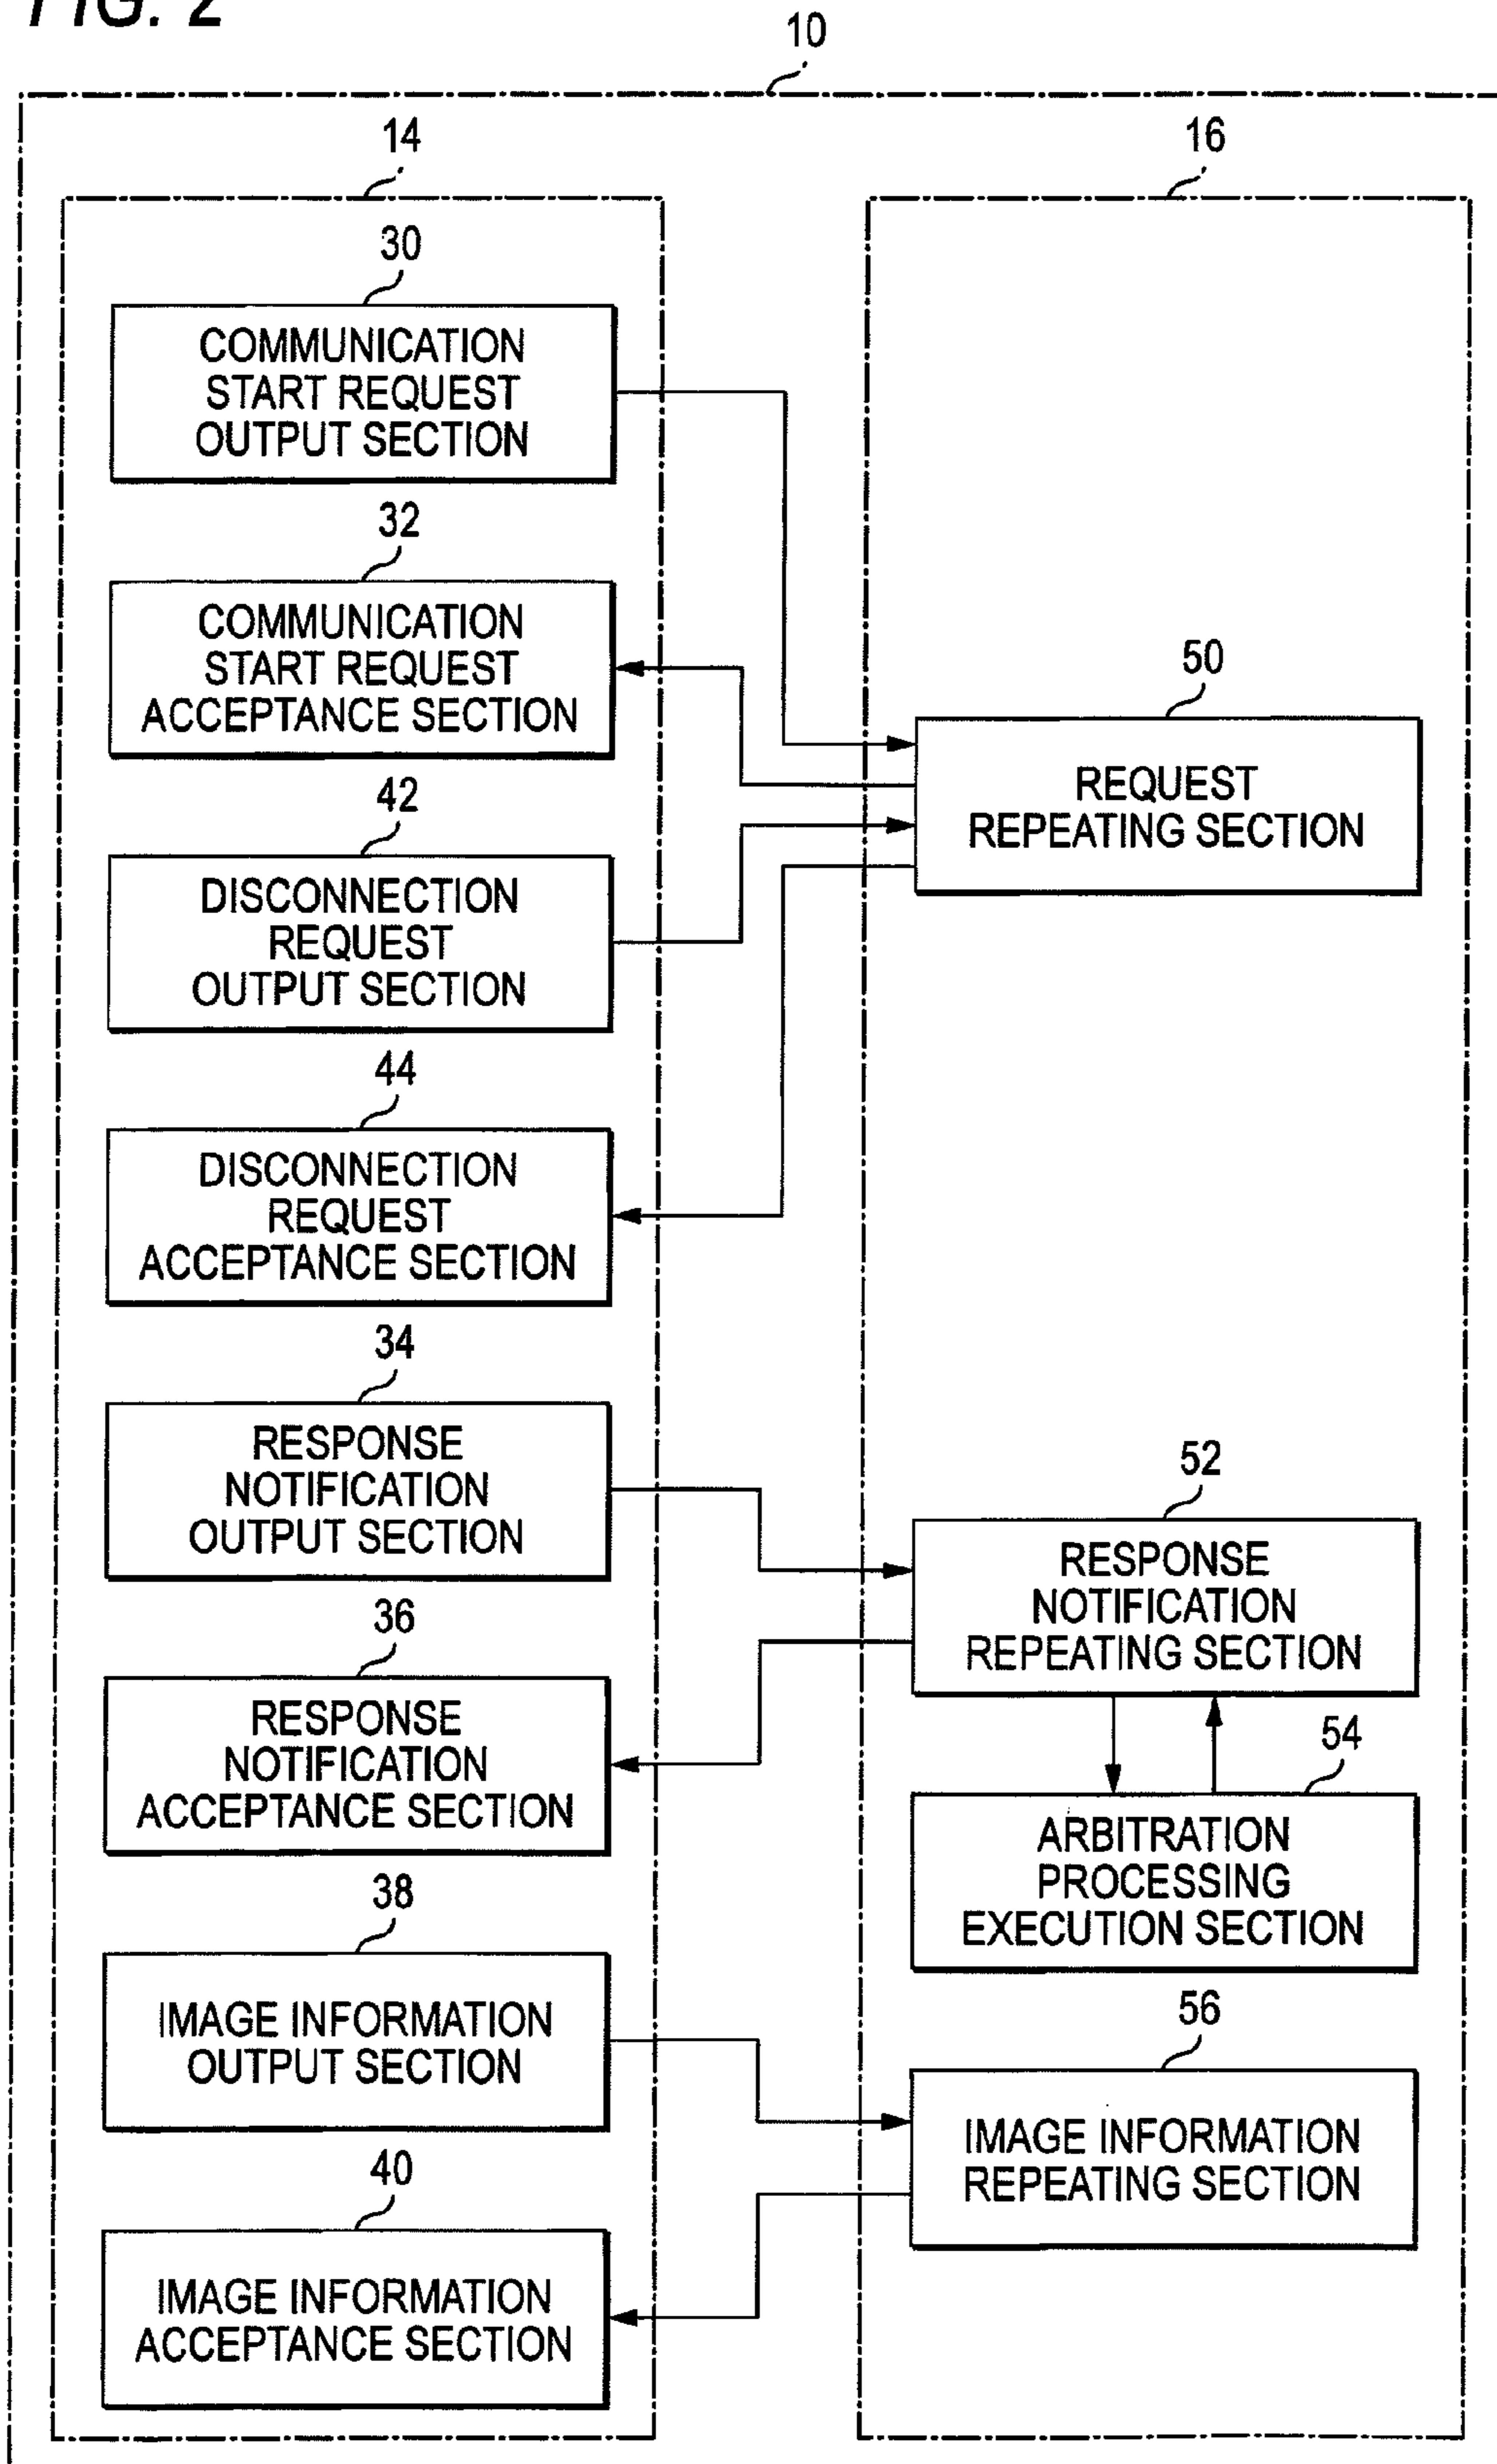 FIG. 2
10
14
16
30
COMMUNICATION
START REQUEST
OUTPUT SECTION
32
COMMUNICATION
START REQUEST
ACCEPTANCE SECTION
50
REQUEST
REPEATING SECTION
42
DISCONNECTION
REQUEST
OUTPUT SECTION
44
DISCONNECTION
REQUEST
ACCEPTANCE SECTION
34
RESPONSE
NOTIFICATION
OUTPUT SECTION
52
RESPONSE
NOTIFICATION
REPEATING SECTION
36
RESPONSE
NOTIFICATION
ACCEPTANCE SECTION
54
ARBITRATION
PROCESSING
EXECUTION SECTION
38
IMAGE INFORMATION
OUTPUT SECTION
56
IMAGE INFORMATION
REPEATING SECTION
40
IMAGE INFORMATION
ACCEPTANCE SECTION